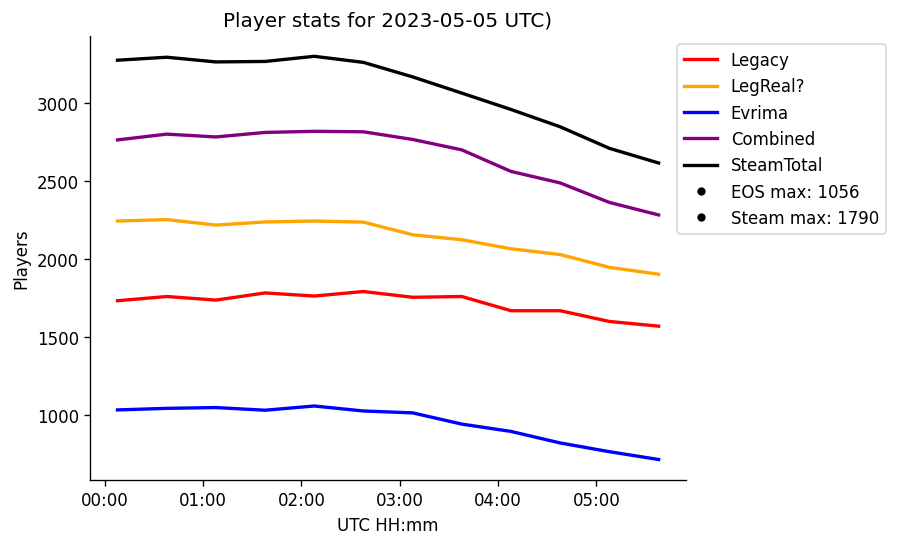 Player stats for 2023-05-05 UTC)
Players
3000
2500
2000
1500
1000
00:00 01:00 02:00 03:00 04:00 05:00
UTC HH:mm
Legacy
LegReal?
Evrima
Combined
SteamTotal
EOS max: 1056
Steam max: 1790